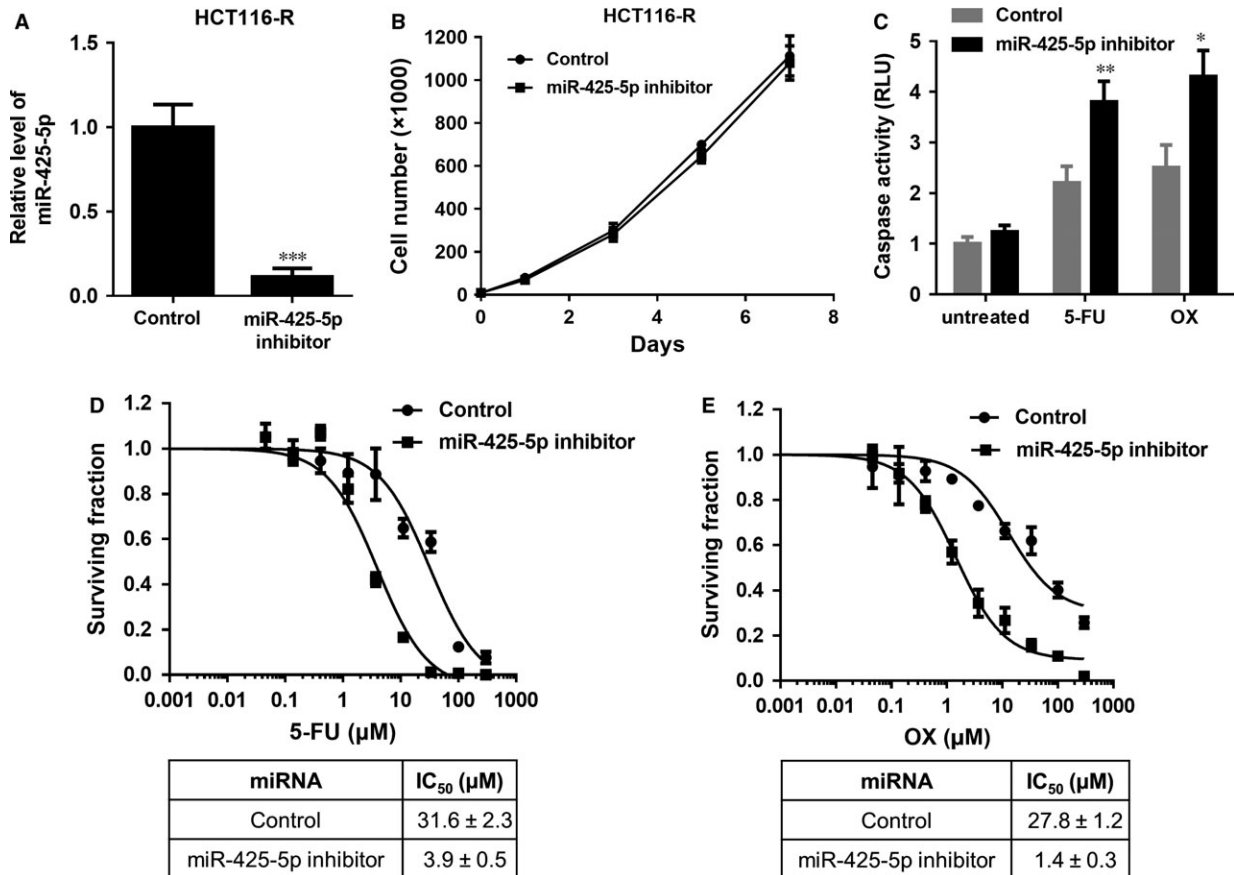 A
HCT116-R
Relative level of
miR-425-5p
1.5
1.0
0.5
0.0
***
Control
miR-425-5p
inhibitor
B
HCT116-R
Control
miR-425-5p inhibitor
Cell number (×1000)
1200
1000
800
600
400
200
0
0 2 4 6 8
Days
C
Control
miR-425-5p inhibitor
Caspase activity (RLU)
5
4
3
2
1
0
**
*
untreated 5-FU OX
D
Control
miR-425-5p inhibitor
Surviving fraction
1.2
1.0
0.8
0.6
0.4
0.2
0.0
0.001 0.01 0.1 1 10 100 1000
5-FU (µM)
miRNA IC₅₀ (µM)
Control 31.6 ± 2.3
miR-425-5p inhibitor 3.9 ± 0.5
E
Control
miR-425-5p inhibitor
Surviving fraction
1.2
1.0
0.8
0.6
0.4
0.2
0.0
0.001 0.01 0.1 1 10 100 1000
OX (µM)
miRNA IC₅₀ (µM)
Control 27.8 ± 1.2
miR-425-5p inhibitor 1.4 ± 0.3